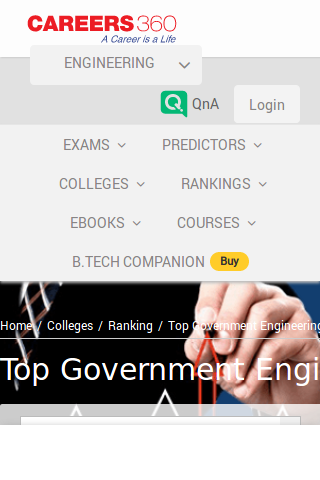 CAREERS360
A Career is a Life
ENGINEERING
QnA
Login
EXAMS
PREDICTORS
COLLEGES
RANKINGS
EBOOKS
COURSES
B.TECH COMPANION Buy
Home / Colleges / Ranking / Top Government Engineering
Top Government Engi